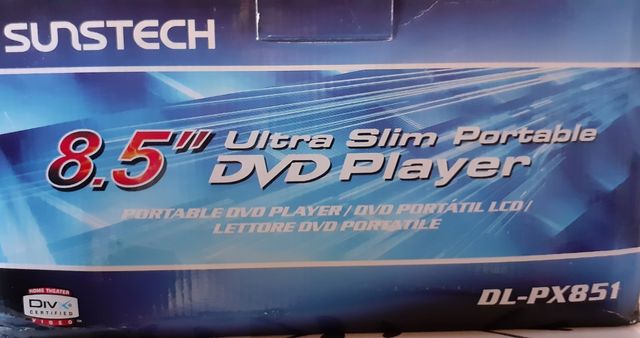 SUNSTECH
8.5" Ultra Slim Portable
DVD Player
PORTABLE DVD PLAYER / DVD PORTÁTIL LCD /
LETTORE DVD PORTATILE
HOME THEATER
DivX
CERTIFIED
VIDEO™
DL-PX851